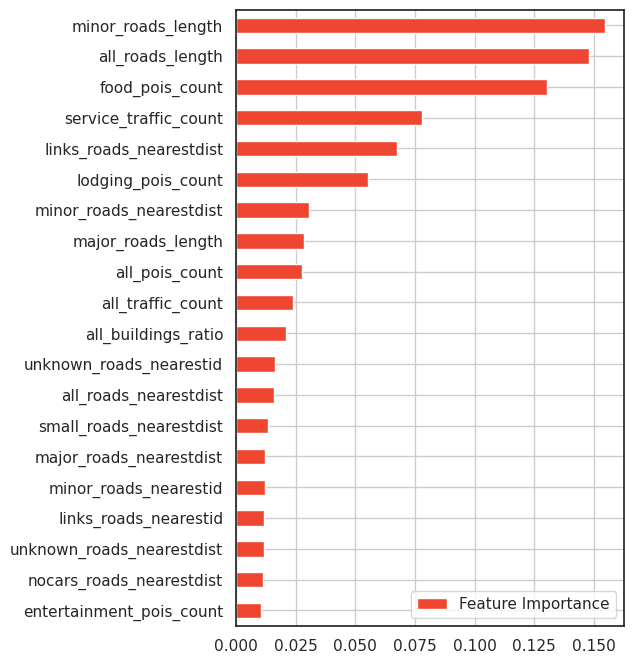 minor_roads_length
all_roads_length
food_pois_count
service_traffic_count
links_roads_nearestdist
lodging_pois_count
minor_roads_nearestdist
major_roads_length
all_pois_count
all_traffic_count
all_buildings_ratio
unknown_roads_nearestid
all_roads_nearestdist
small_roads_nearestdist
major_roads_nearestdist
minor_roads_nearestid
links_roads_nearestid
unknown_roads_nearestdist
nocars_roads_nearestdist
entertainment_pois_count
Feature Importance
0.000 0.025 0.050 0.075 0.100 0.125 0.150